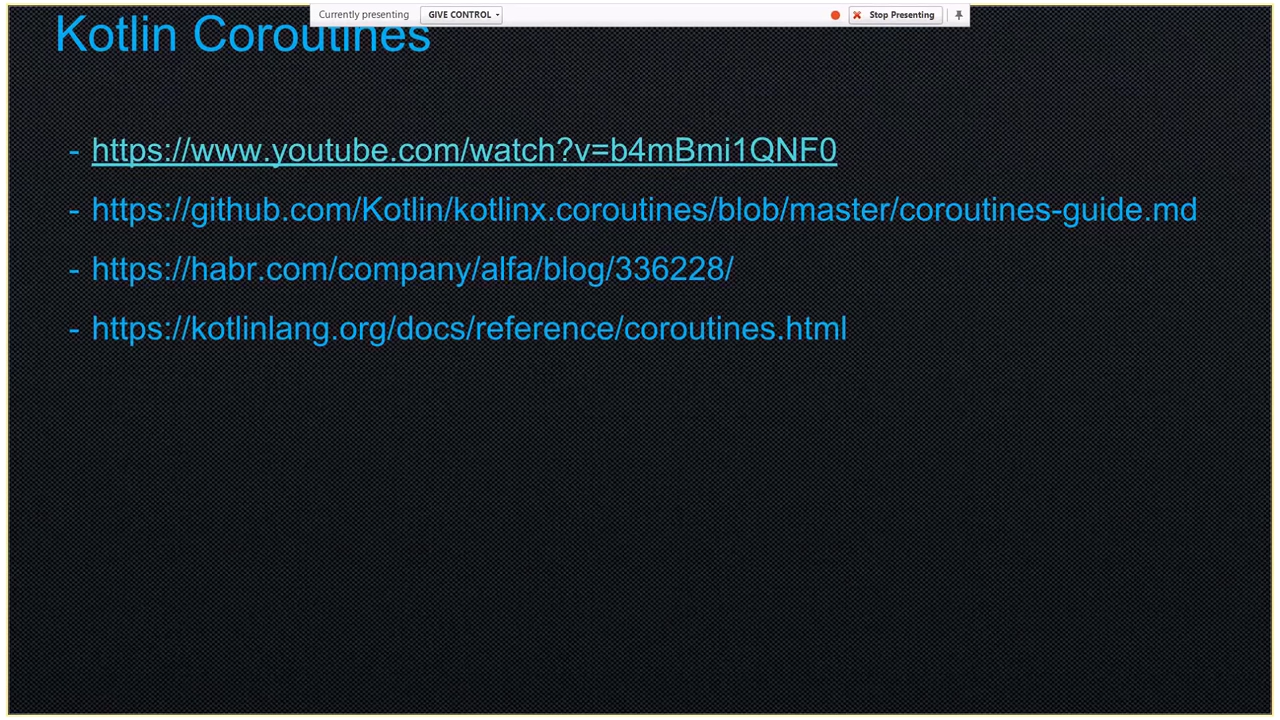 Currently presenting GIVE CONTROL Stop Presenting
Kotlin Coroutines
- https://www.youtube.com/watch?v=b4mBmi1QNF0
- https://github.com/Kotlin/kotlinx.coroutines/blob/master/coroutines-guide.md
- https://habr.com/company/alfa/blog/336228/
- https://kotlinlang.org/docs/reference/coroutines.html